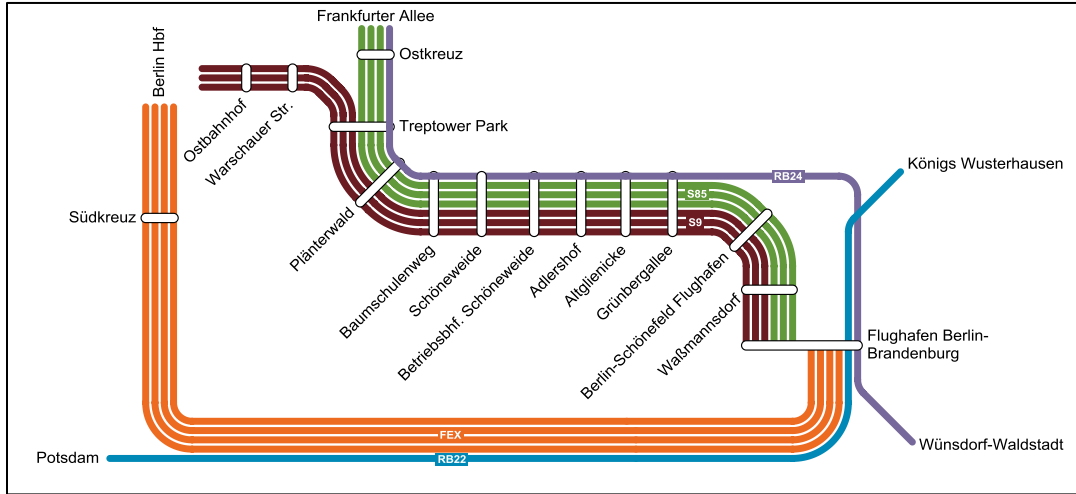 Frankfurter Allee
Berlin Hbf
Ostkreuz
Ostbahnhof
Warschauer Str.
Treptower Park
Königs Wusterhausen
RB24
S85
S9
Südkreuz
Plänterwald
Baumschulenweg
Schöneweide
Betriebsbhf. Schöneweide
Adlershof
Altglienicke
Grünbergallee
Berlin-Schönefeld Flughafen
Waßmannsdorf
Flughafen Berlin-
Brandenburg
FEX
Wünsdorf-Waldstadt
Potsdam
RB22